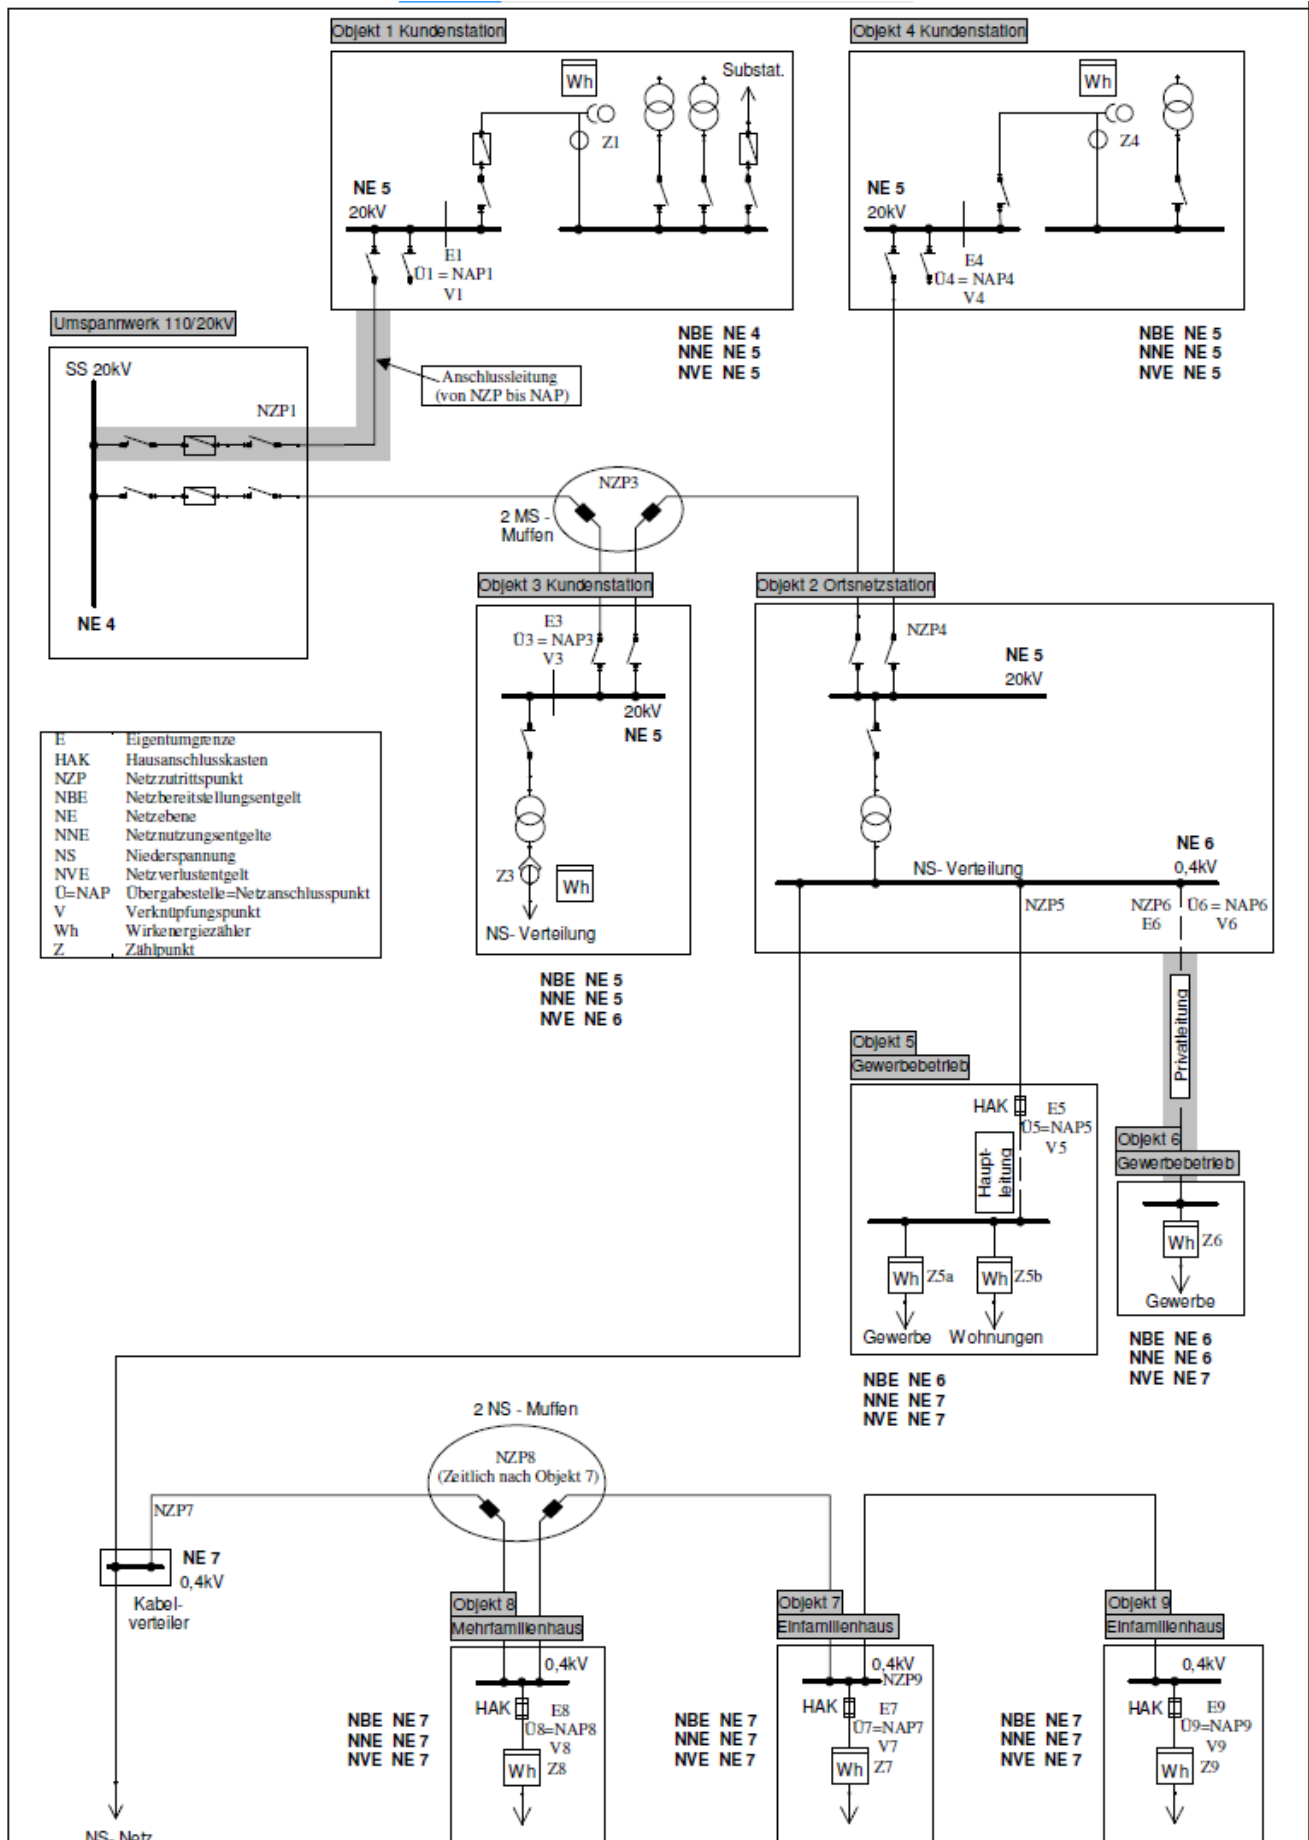 Objekt 1 Kundenstation
Wh
Substat.
Z1
NE 5
20kV
E1
Ü1 = NAP1
V1
NBE NE 4
NNE NE 5
NVE NE 5
Objekt 4 Kundenstation
Wh
Z4
NE 5
20kV
E4
Ü4 = NAP4
V4
NBE NE 5
NNE NE 5
NVE NE 5
Umspannwerk 110/20kV
SS 20kV
NZP1
NE 4
Anschlussleitung
(von NZP bis NAP)
NZP3
2 MS -
Muffen
Objekt 3 Kundenstation
E3
Ü3 = NAP3
V3
20kV
NE 5
Z3
Wh
NS- Verteilung
NBE NE 5
NNE NE 5
NVE NE 6
Objekt 2 Ortsnetzstation
NZP4
NE 5
20kV
NE 6
0,4kV
NS- Verteilung
NZP5
NZP6
E6
Ü6 = NAP6
V6
E Eigentumgrenze
HAK Hausanschlusskasten
NZP Netzzutrittspunkt
NBE Netzbereitstellungsentgelt
NE Netzebene
NNE Netznutzungsentgelte
NS Niederspannung
NVE Netzverlustentgelt
Ü=NAP Übergabestelle=Netzanschlusspunkt
V Verknüpfungspunkt
Wh Wirkenergiezähler
Z Zählpunkt
Privatleitung
Objekt 5
Gewerbebetrieb
HAK
E5
Ü5=NAP5
V5
Haupt-
leitung
Wh
Z5a
Wh
Z5b
Gewerbe
Wohnungen
NBE NE 6
NNE NE 7
NVE NE 7
Objekt 6
Gewerbebetrieb
Wh
Z6
Gewerbe
NBE NE 6
NNE NE 6
NVE NE 7
2 NS - Muffen
NZP8
(Zeitlich nach Objekt 7)
NZP7
NE 7
0,4kV
Kabel-
verteiler
NS- Netz
Objekt 8
Mehrfamilienhaus
0,4kV
HAK
E8
Ü8=NAP8
V8
Wh
Z8
NBE NE 7
NNE NE 7
NVE NE 7
Objekt 7
Einfamilienhaus
0,4kV
NZP9
HAK
E7
Ü7=NAP7
V7
Wh
Z7
NBE NE 7
NNE NE 7
NVE NE 7
Objekt 9
Einfamilienhaus
0,4kV
HAK
E9
Ü9=NAP9
V9
Wh
Z9
NBE NE 7
NNE NE 7
NVE NE 7